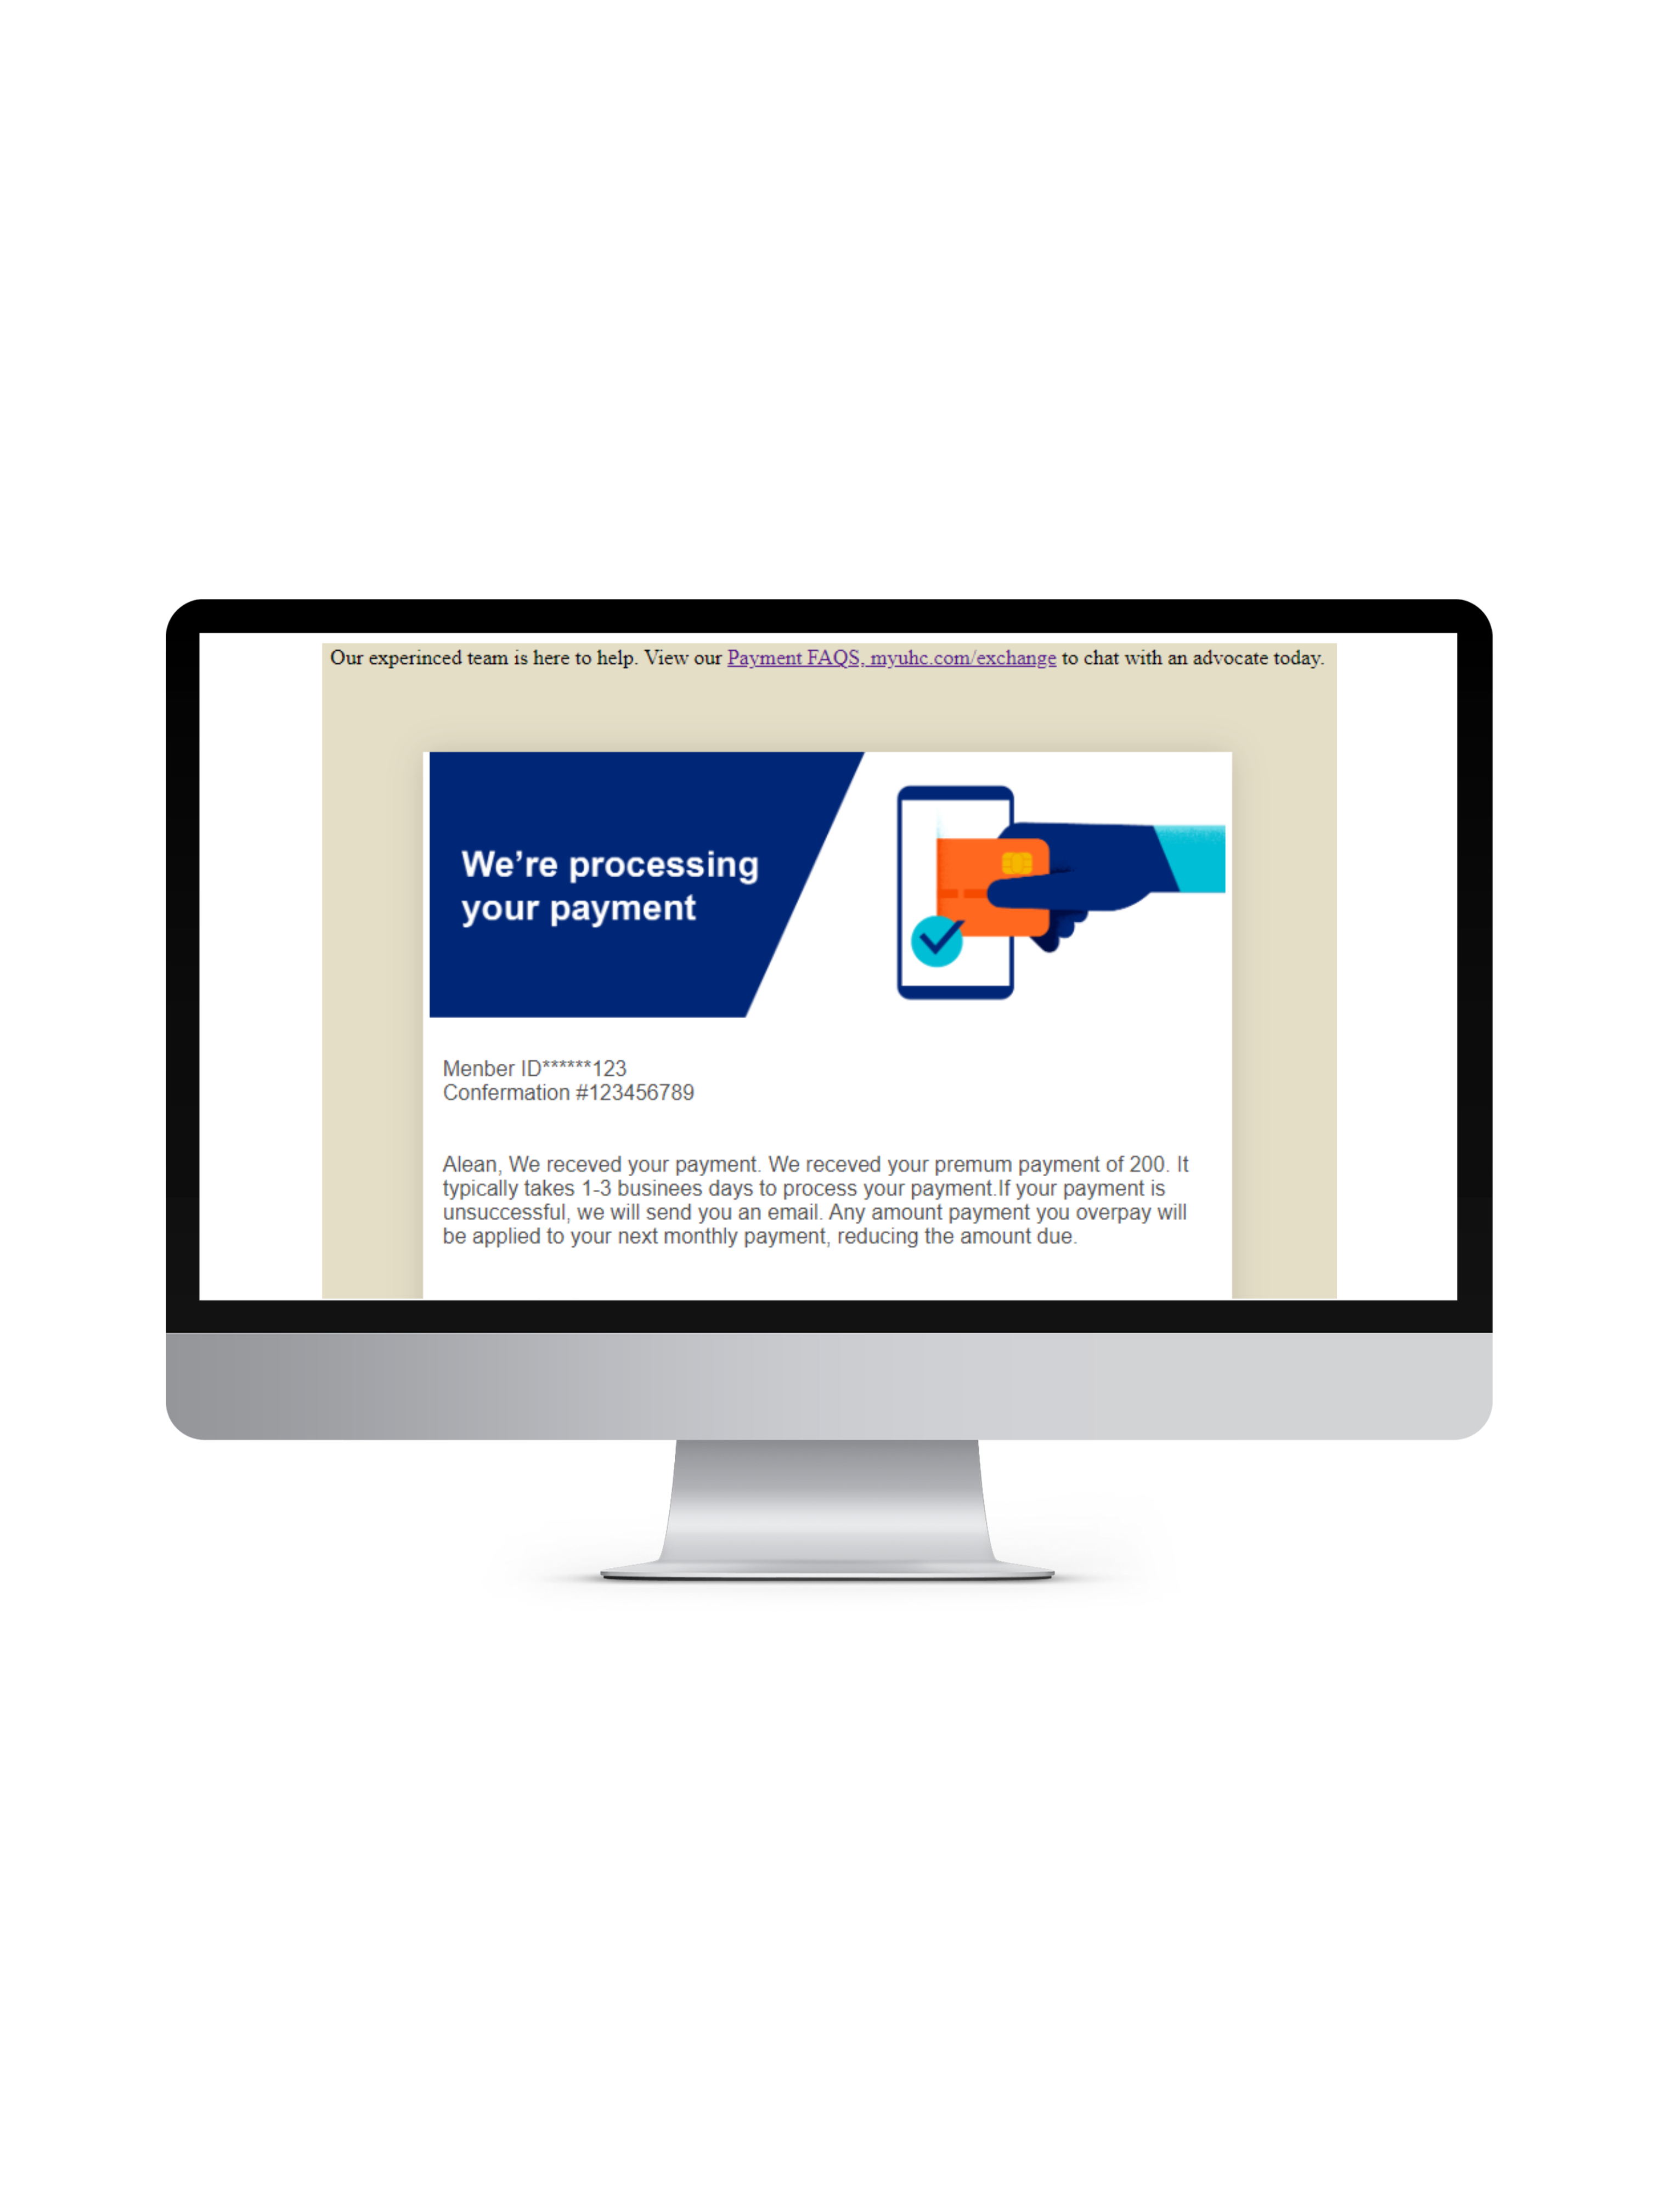 Our experinced team is here to help. View our Payment FAQS, myuhc.com/exchange to chat with an advocate today.
We’re processing
your payment
Menber ID******123
Confermation #123456789
Alean, We receved your payment. We receved your premum payment of 200. It
typically takes 1-3 businees days to process your payment.If your payment is
unsuccessful, we will send you an email. Any amount payment you overpay will
be applied to your next monthly payment, reducing the amount due.